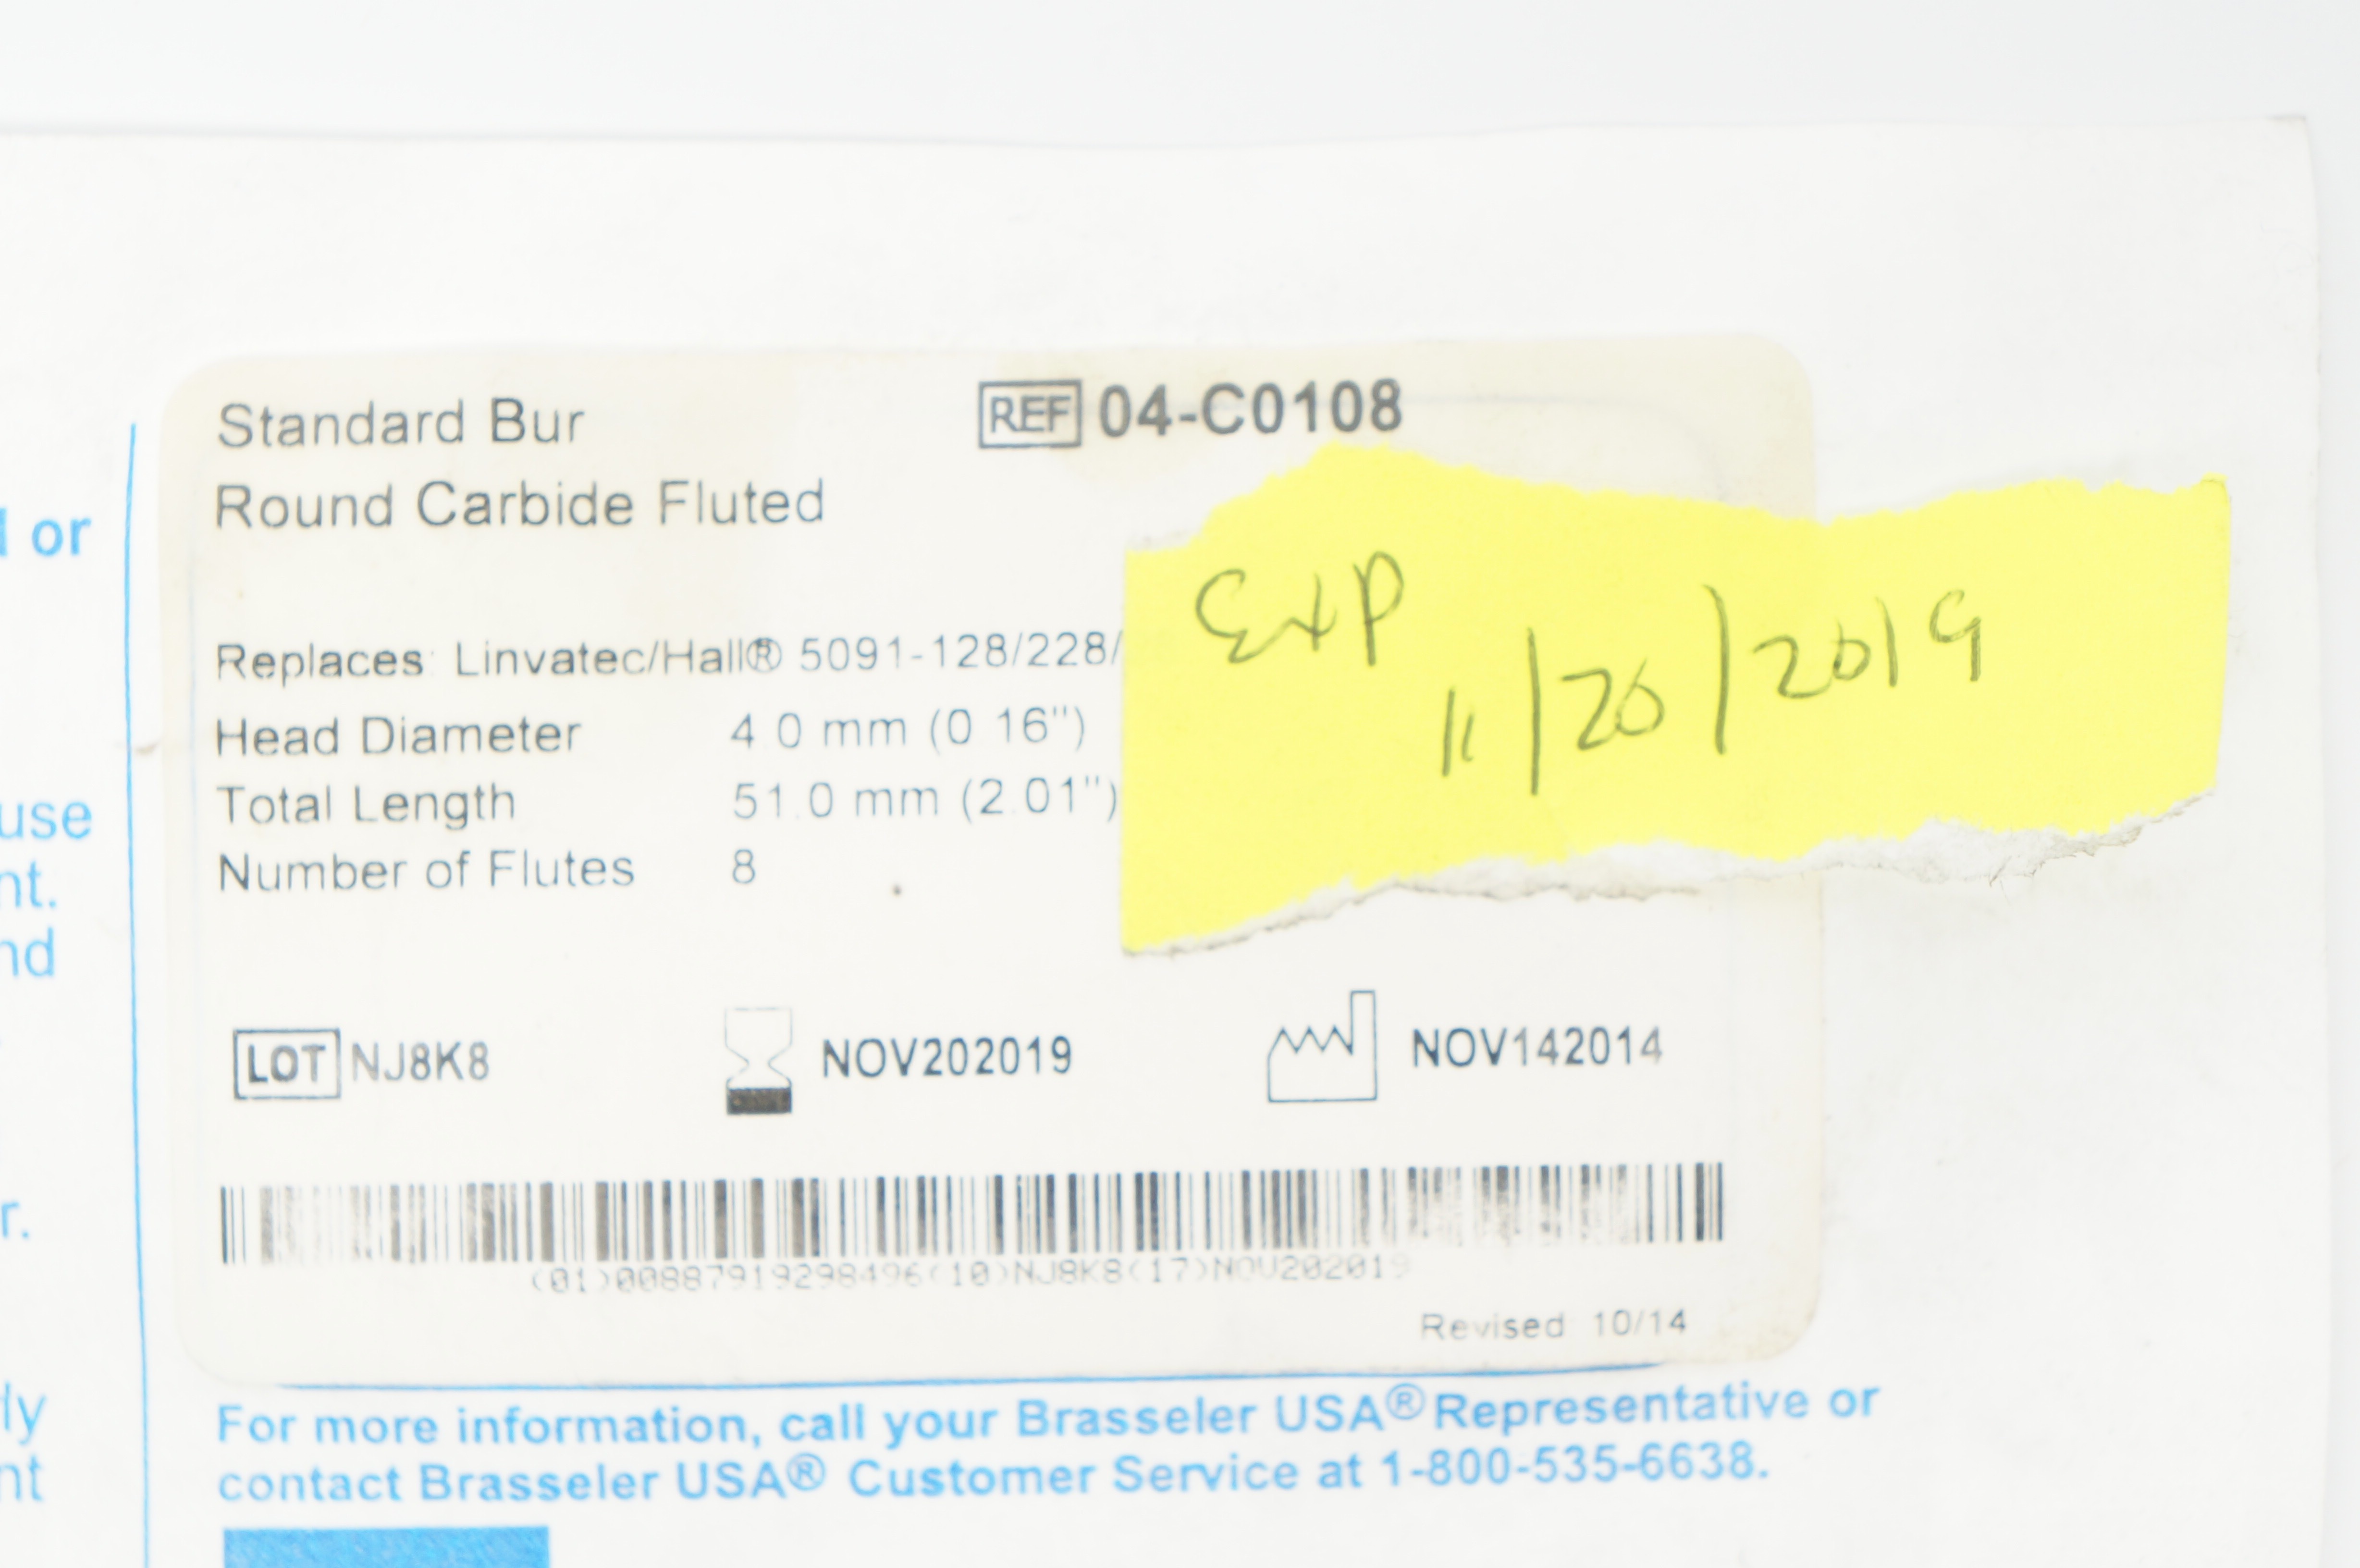 Standard Bur
REF 04-C0108
Round Carbide Fluted
Exp
11/20/2019
Replaces: Linvatec/Hall® 5091-128/228/
Head Diameter 4.0 mm (0.16")
Total Length 51.0 mm (2.01")
Number of Flutes 8
LOT NJ8K8
NOV202019
NOV142014
(01)00887919298496(10)NJ8K8(17)NOV202019
Revised 10/14
For more information, call your Brasseler USA® Representative or
contact Brasseler USA® Customer Service at 1-800-535-6638.
or
use
nt.
nd
r.
ly
nt